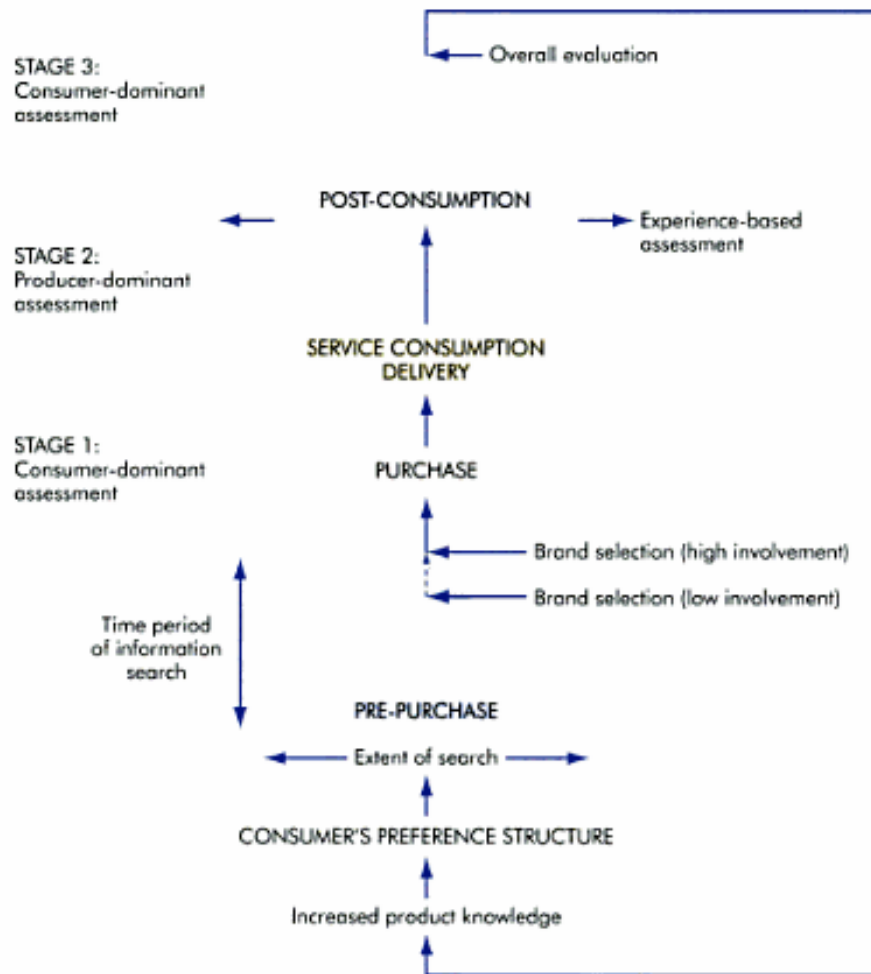 Overall evaluation
STAGE 3:
Consumer-dominant
assessment
POST-CONSUMPTION
Experience-based
assessment
STAGE 2:
Producer-dominant
assessment
SERVICE CONSUMPTION
DELIVERY
STAGE 1:
Consumer-dominant
assessment
PURCHASE
Brand selection (high involvement)
Brand selection (low involvement)
Time period
of information
search
PRE-PURCHASE
Extent of search
CONSUMER'S PREFERENCE STRUCTURE
Increased product knowledge